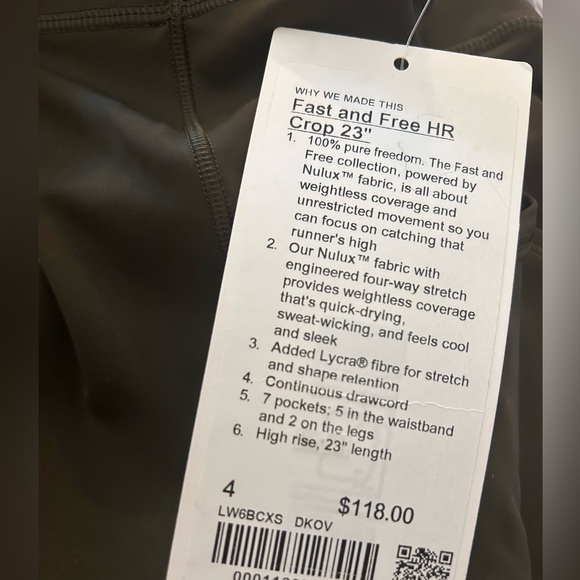 WHY WE MADE THIS
Fast and Free HR
Crop 23"
1. 100% pure freedom. The Fast and
Free collection, powered by
Nulux™ fabric, is all about
weightless coverage and
unrestricted movement so you
can focus on catching that
runner's high
2. Our Nulux™ fabric with
engineered four-way stretch
provides weightless coverage
that's quick-drying,
sweat-wicking, and feels cool
and sleek
3. Added Lycra® fibre for stretch
and shape retention
4. Continuous drawcord
5. 7 pockets: 5 in the waistband
and 2 on the legs
6. High rise, 23" length
4 $118.00
LW6BCXS DKOV